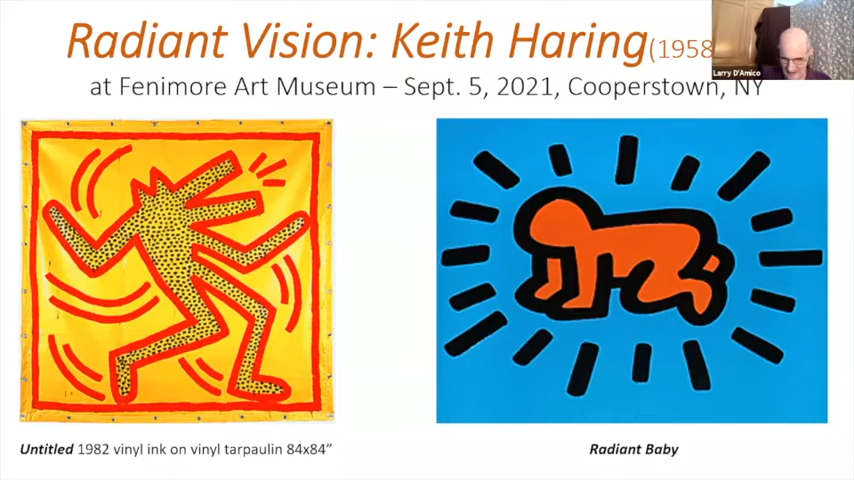 Radiant Vision: Keith Haring(1958
at Fenimore Art Museum – Sept. 5, 2021, Cooperstown, NY
Larry D'Amico
Untitled 1982 vinyl ink on vinyl tarpaulin 84x84”
Radiant Baby